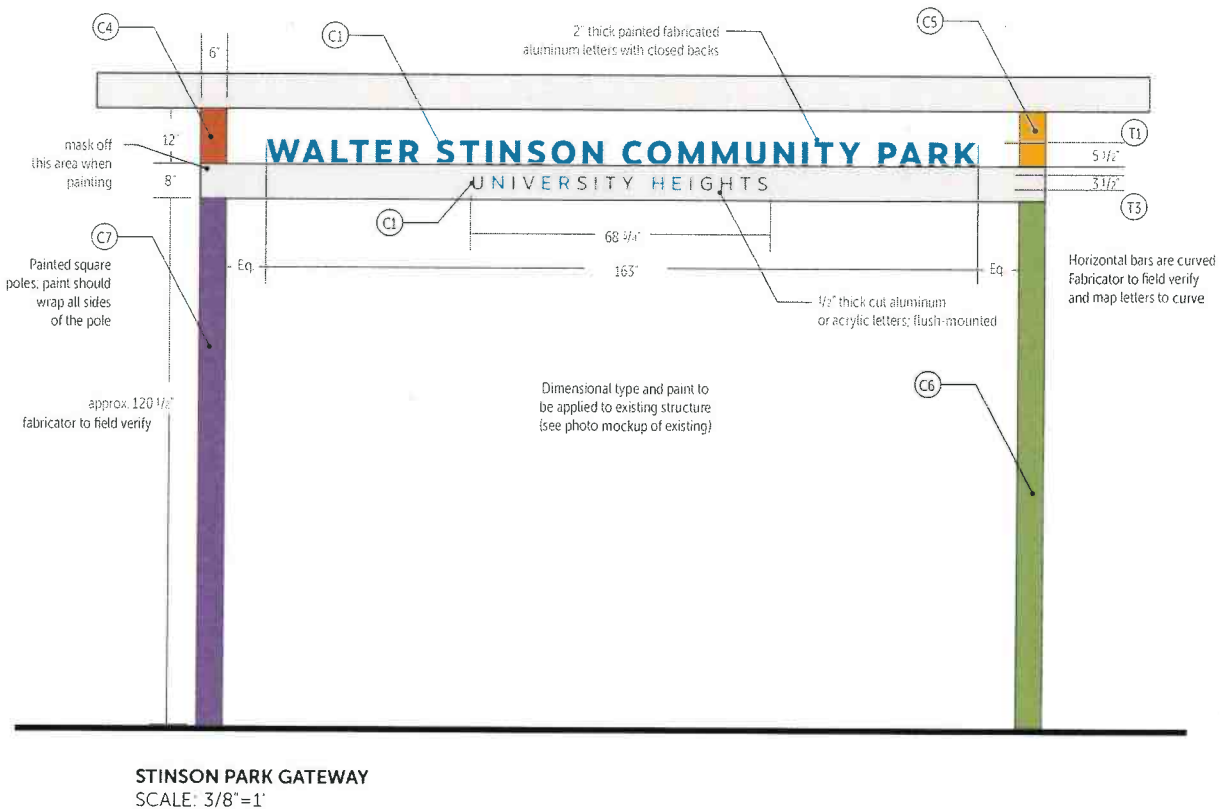 C4
C1
6"
2" thick painted fabricated
aluminum letters with closed backs
C5
mask off
this area when
painting
12"
8"
WALTER STINSON COMMUNITY PARK
UNIVERSITY HEIGHTS
T1
5 1/2"
3 1/2"
T3
C1
C7
68 3/4"
Eq.
163"
Eq.
Painted square
poles; paint should
wrap all sides
of the pole
Horizontal bars are curved
Fabricator to field verify
and map letters to curve
1/2" thick cut aluminum
or acrylic letters; flush-mounted
approx. 120 1/2"
fabricator to field verify
Dimensional type and paint to
be applied to existing structure
(see photo mockup of existing)
C6
STINSON PARK GATEWAY
SCALE: 3/8"=1'